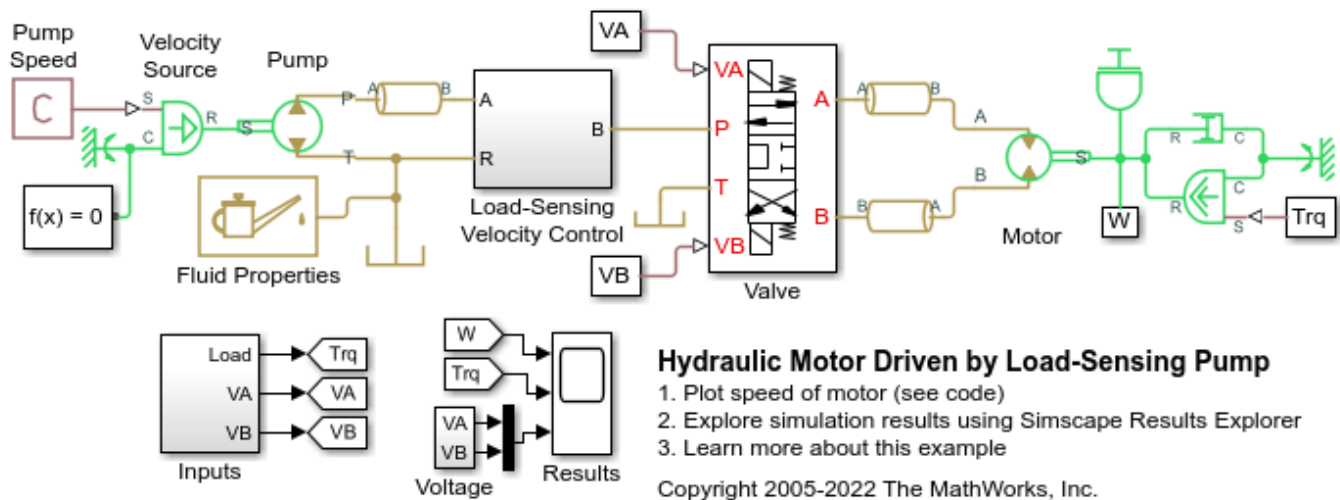 Pump
Speed
Velocity
Source
Pump
C
S
C
R
S
P
T
A
B
f(x) = 0
Fluid Properties
A
R
B
Load-Sensing
Velocity Control
VA
VB
VA
P
T
VB
A
B
Valve
A
B
B
A
A
B
S
Motor
W
R
C
R
C
S
Trq
Load
VA
VB
Trq
VA
VB
Inputs
W
Trq
VA
VB
Voltage
Results
Hydraulic Motor Driven by Load-Sensing Pump
1. Plot speed of motor (see code)
2. Explore simulation results using Simscape Results Explorer
3. Learn more about this example
Copyright 2005-2022 The MathWorks, Inc.